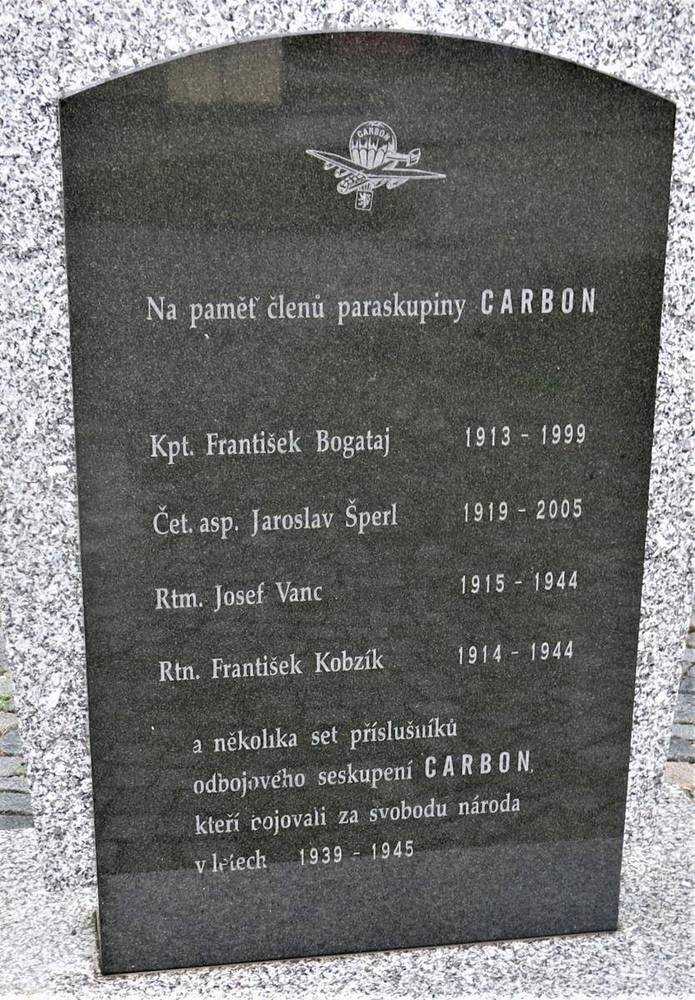 CARBON
Na paměť členů paraskupiny CARBON
Kpt. František Bogataj 1913 - 1999
Čet. asp. Jaroslav Šperl 1919 - 2005
Rtm. Josef Vanc 1915 - 1944
Rtn. František Kobzík 1914 - 1944
a několika set příslušníků
odbojového seskupení CARBON,
kteří bojovali za svobodu národa
v letech 1939 - 1945